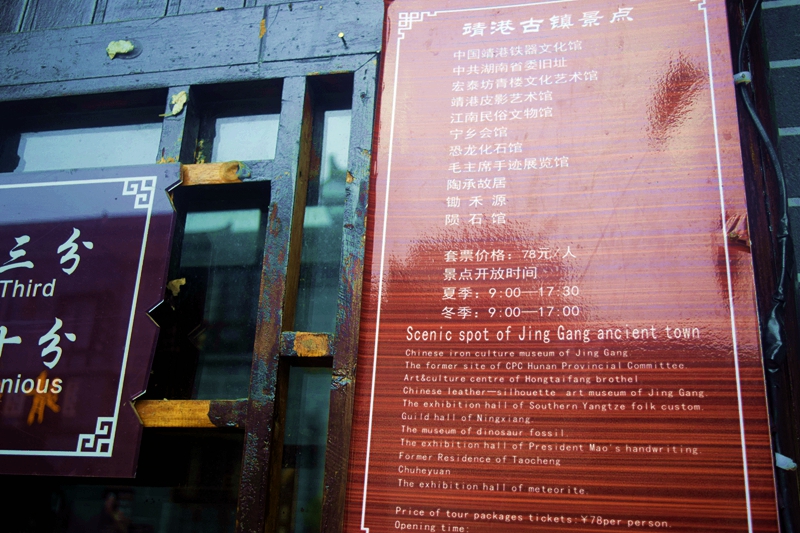 三分
Third
十分
nious
靖港古镇景点
中国靖港铁器文化馆
中共湖南省委旧址
宏泰坊青楼文化艺术馆
靖港皮影艺术馆
江南民俗文物馆
宁乡会馆
恐龙化石馆
毛主席手迹展览馆
陶承故居
锄禾源
陨石馆
套票价格：78元/人
景点开放时间
夏季：9:00—17:30
冬季：9:00—17:00
Scenic spot of Jing Gang ancient town
Chinese iron culture museum of Jing Gang
The former site of CPC Hunan Provincial Committee.
Art&culture centre of Hongtaifang brothel
Chinese leather—silhouette art museum of Jing Gang
The exhibition hall of Southern Yangtze folk custom.
Guild hall of Ningxiang
The museum of dinosaur fossil.
The exhibition hall of President Mao's handwriting.
Former Residence of Taocheng
Chuheyuan
The exhibition hall of meteorite.
Price of tour packages tickets:¥78per person.
Opening time: